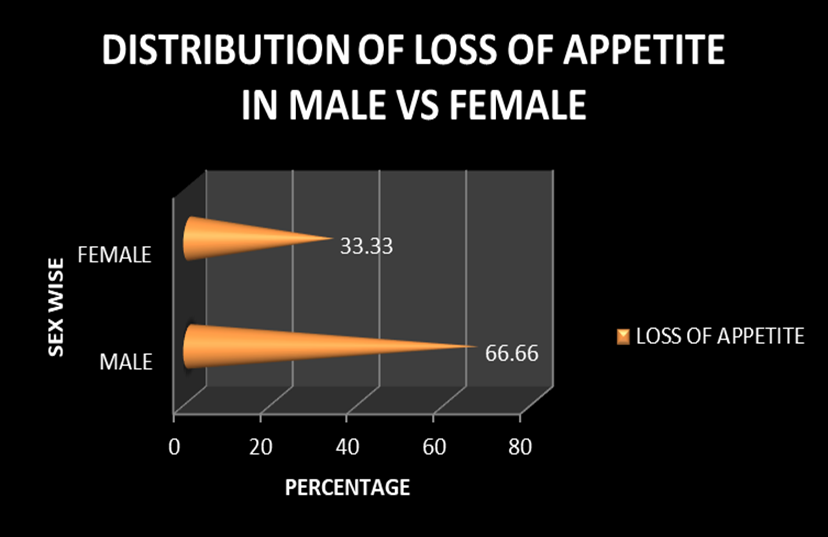 DISTRIBUTION OF LOSS OF APPETITE
IN MALE VS FEMALE
SEX WISE
FEMALE
33.33
MALE
66.66
LOSS OF APPETITE
0 20 40 60 80
PERCENTAGE